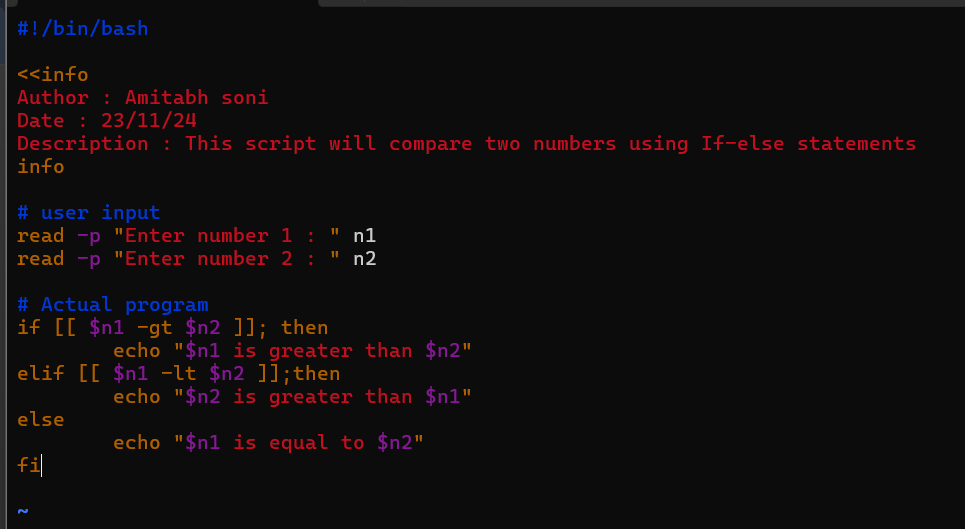 #!/bin/bash
<<info
Author : Amitabh soni
Date : 23/11/24
Description : This script will compare two numbers using If-else statements
info
# user input
read -p "Enter number 1 : " n1
read -p "Enter number 2 : " n2
# Actual program
if [[ $n1 -gt $n2 ]]; then
        echo "$n1 is greater than $n2"
elif [[ $n1 -lt $n2 ]];then
        echo "$n2 is greater than $n1"
else
        echo "$n1 is equal to $n2"
fi
~